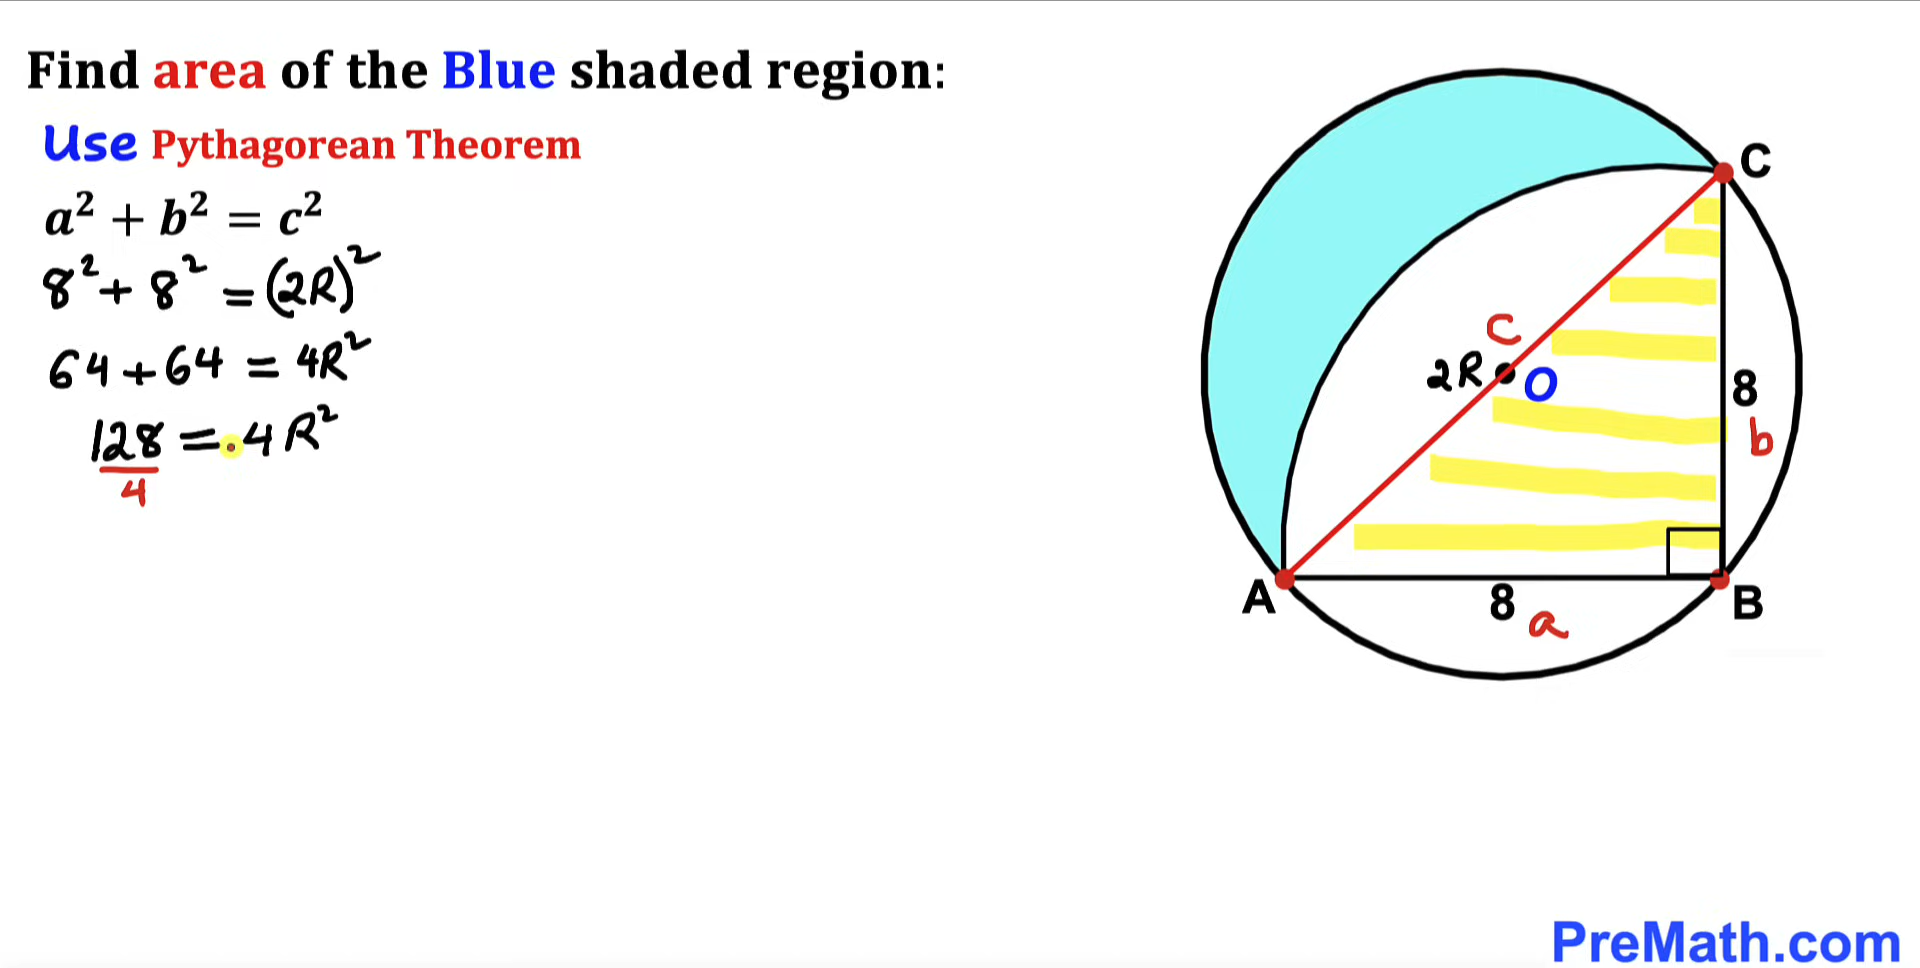 Find area of the Blue shaded region:
Use Pythagorean Theorem
a² + b² = c²
8² + 8² = (2R)²
64 + 64 = 4R²
128 = 4R²
4
C
C
2R O
8
b
A
8 a
B
PreMath.com